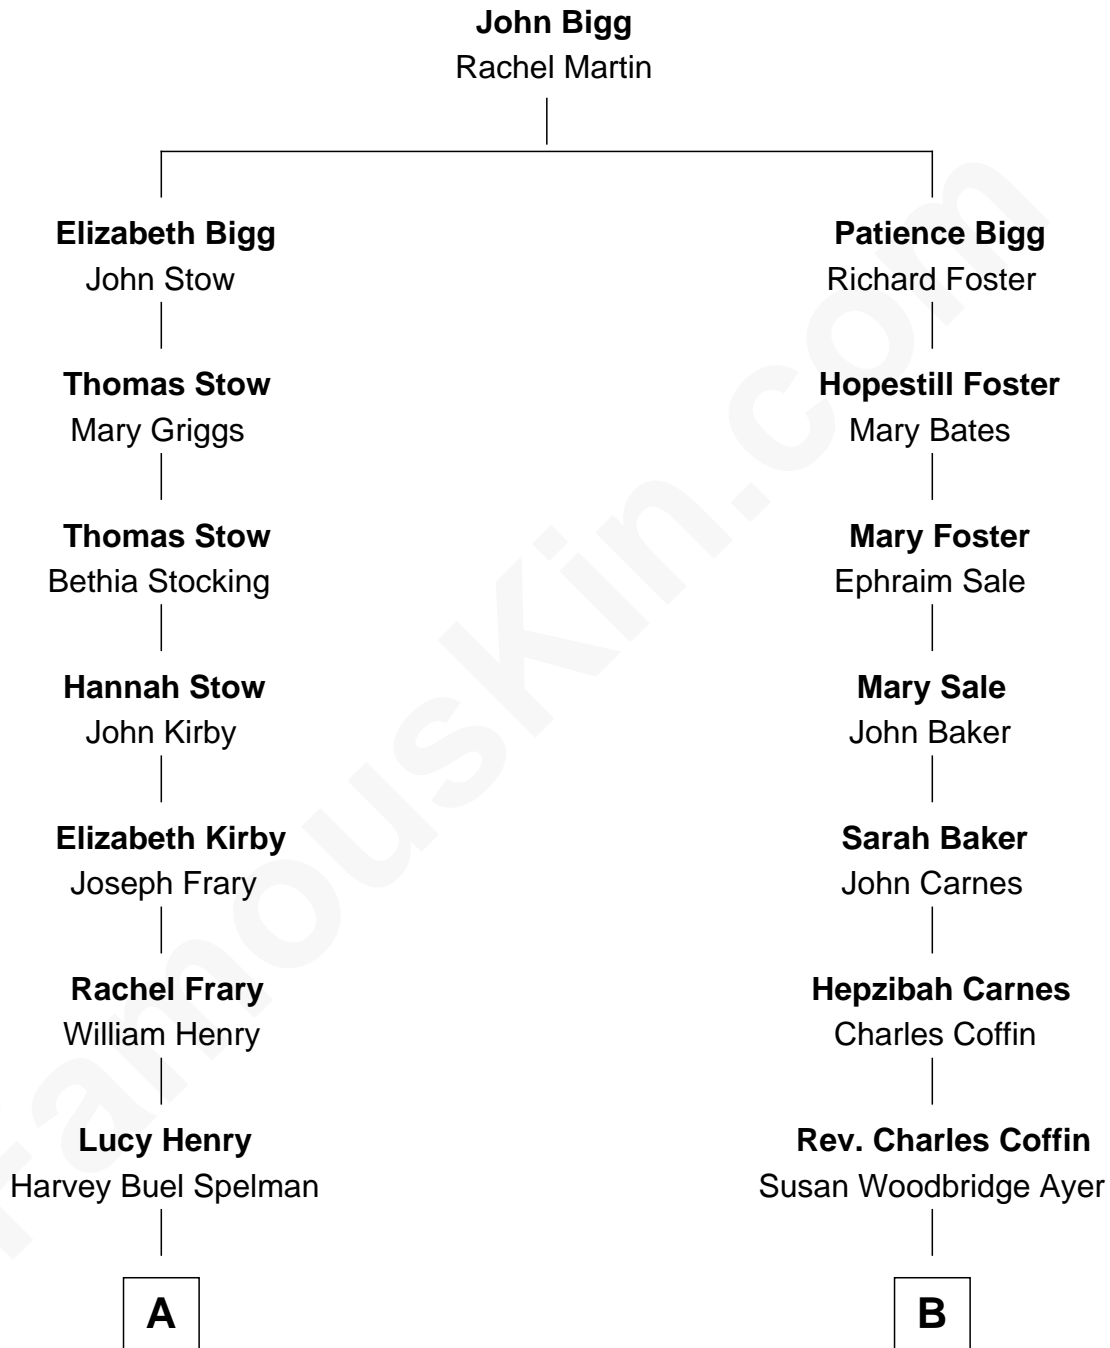 John Bigg
Rachel Martin
Elizabeth Bigg
John Stow
Thomas Stow
Mary Griggs
Thomas Stow
Bethia Stocking
Hannah Stow
John Kirby
Elizabeth Kirby
Joseph Frary
Rachel Frary
William Henry
Lucy Henry
Harvey Buel Spelman
A
Patience Bigg
Richard Foster
Hopestill Foster
Mary Bates
Mary Foster
Ephraim Sale
Mary Sale
John Baker
Sarah Baker
John Carnes
Hepzibah Carnes
Charles Coffin
Rev. Charles Coffin
Susan Woodbridge Ayer
B
FamousKin.com